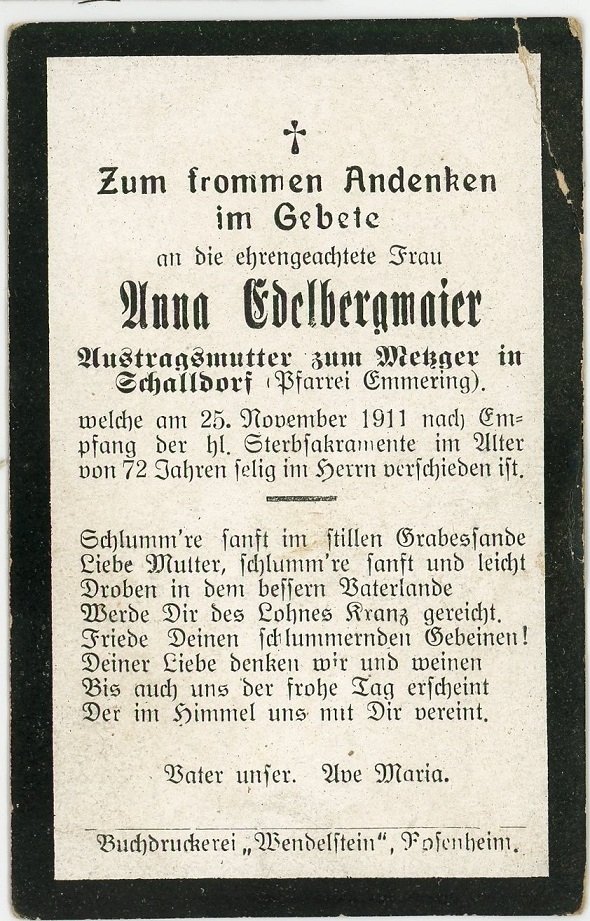 Zum frommen Andenken
im Gebete
an die ehrengeachtete Frau
Anna Edelbergmaier
Austragsmutter zum Metzger in
Schalldorf (Pfarrei Emmering).
welche am 25. November 1911 nach Em=
pfang der hl. Sterbsakramente im Alter
von 72 Jahren selig im Herrn verschieden ist.
Schlumm're sanft im stillen Grabessande
Liebe Mutter, schlumm're sanft und leicht
Droben in dem bessern Vaterlande
Werde Dir des Lohnes Kranz gereicht.
Friede Deinen schlummernden Gebeinen!
Deiner Liebe denken wir und weinen
Bis auch uns der frohe Tag erscheint
Der im Himmel uns mit Dir vereint.
Vater unser. Ave Maria.
Buchdruckerei „Wendelstein“, Rosenheim.